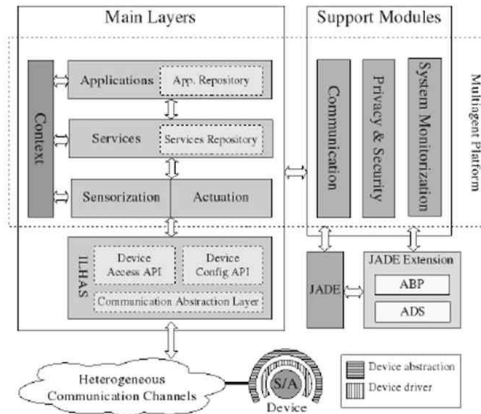 Main Layers
Support Modules
Applications
App. Repository
Context
Services
Services Repository
Sensorization
Actuation
Communication
Privacy & Security
System Monitorization
Multiagent Platform
ILHAS
Device
Access API
Device
Config API
Communication Abstraction Layer
JADE
JADE Extension
ABP
ADS
Heterogeneous
Communication Channels
S/A
Device
Device abstraction
Device driver